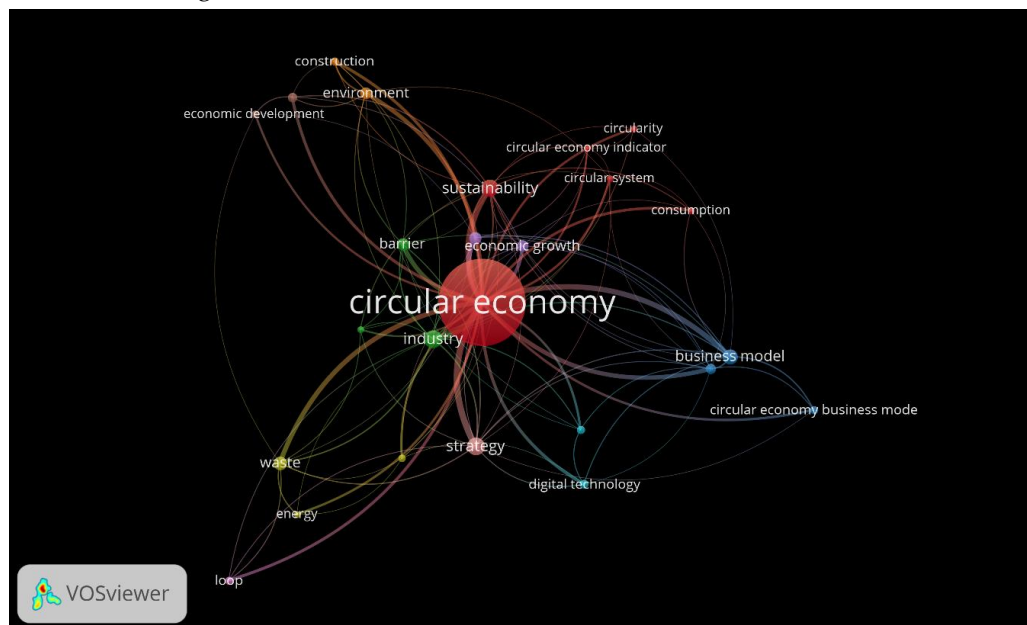 construction
environment
economic development
circularity
circular economy indicator
circular system
sustainability
consumption
barrier
economic growth
circular economy
industry
business model
circular economy business mode
strategy
waste
digital technology
energy
loop
VOSviewer